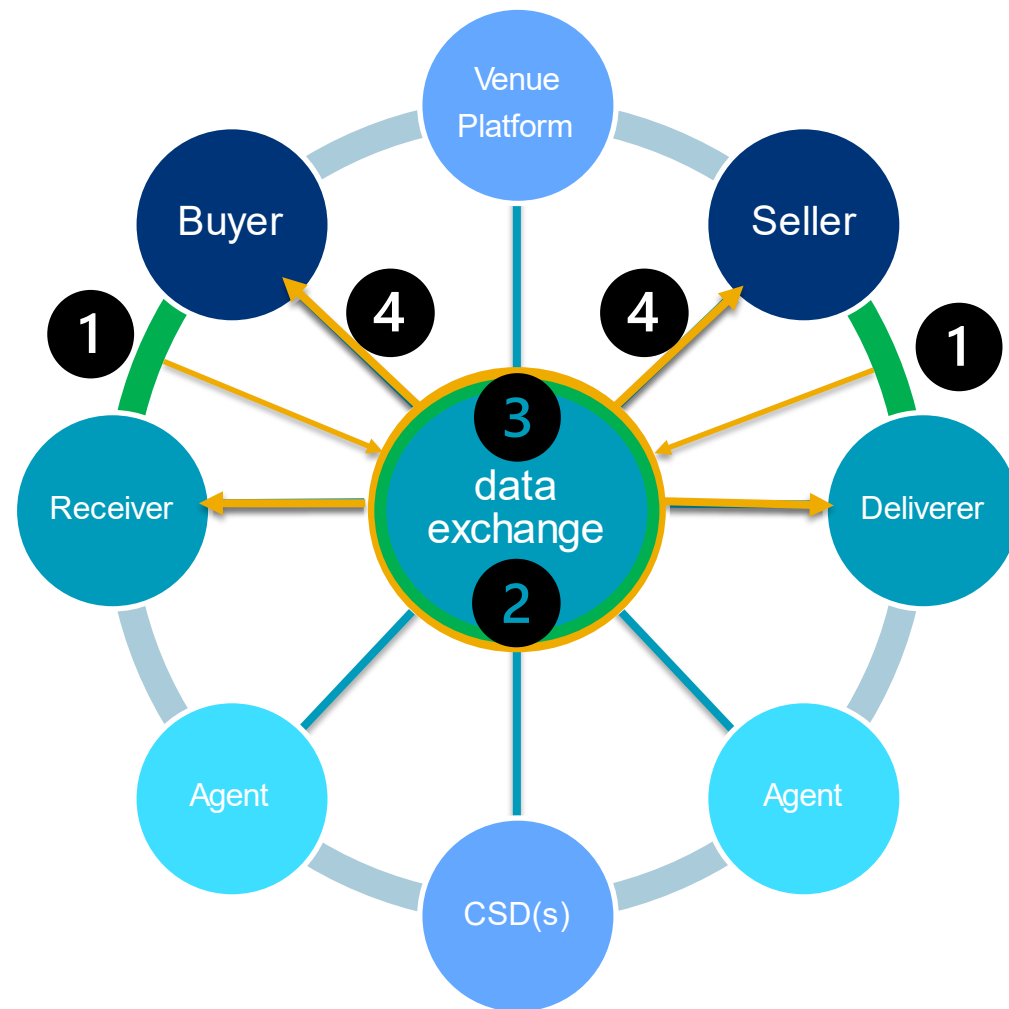 Venue
Platform
Buyer
Seller
4
4
1
1
3
data
exchange
Receiver
Deliverer
2
Agent
Agent
CSD(s)